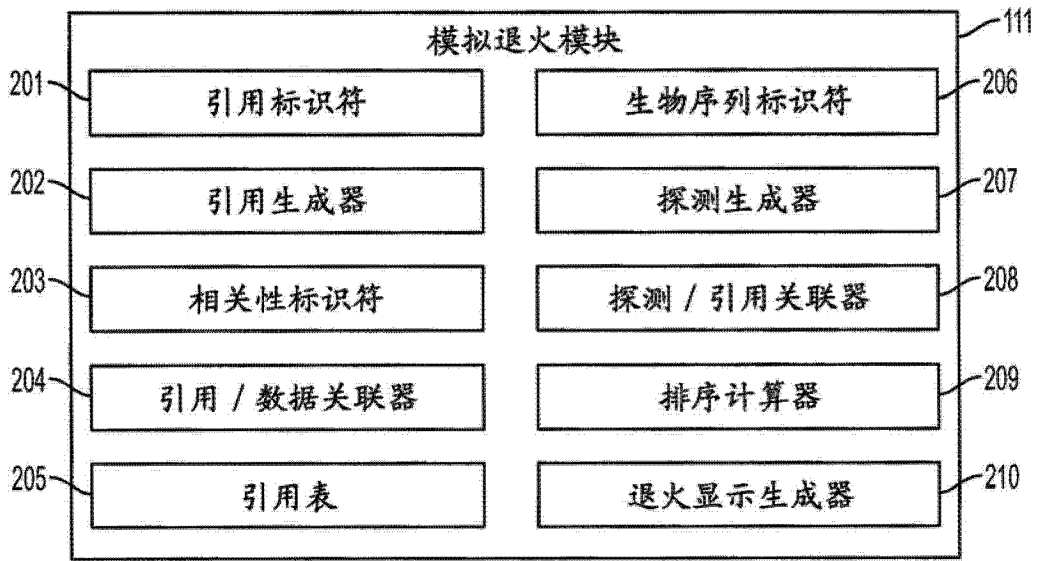 模拟退火模块
111
201
引用标识符
生物序列标识符
206
202
引用生成器
探测生成器
207
203
相关性标识符
探测 / 引用关联器
208
204
引用 / 数据关联器
排序计算器
209
205
引用表
退火显示生成器
210